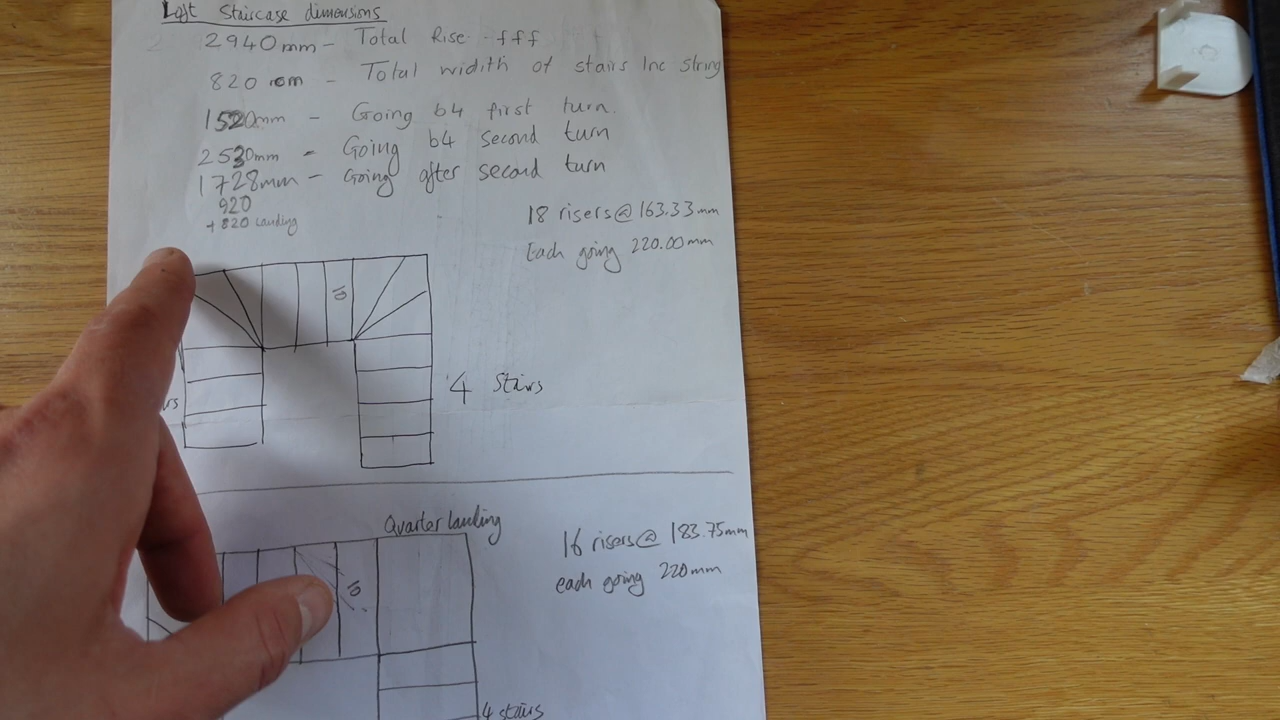 Loft Staircase dimensions
2940mm - Total Rise fff
820 mm - Total widith of stairs Inc string
1520mm - Going b4 first turn
2530mm - Going b4 second turn
1728mm - Going after second turn
920
+ 820 Landing
18 risers @ 163.33mm
Each going 220.00mm
10
4 Stairs
rs
Quarter landing
16 risers @ 183.75mm
each going 220mm
10
4 stairs